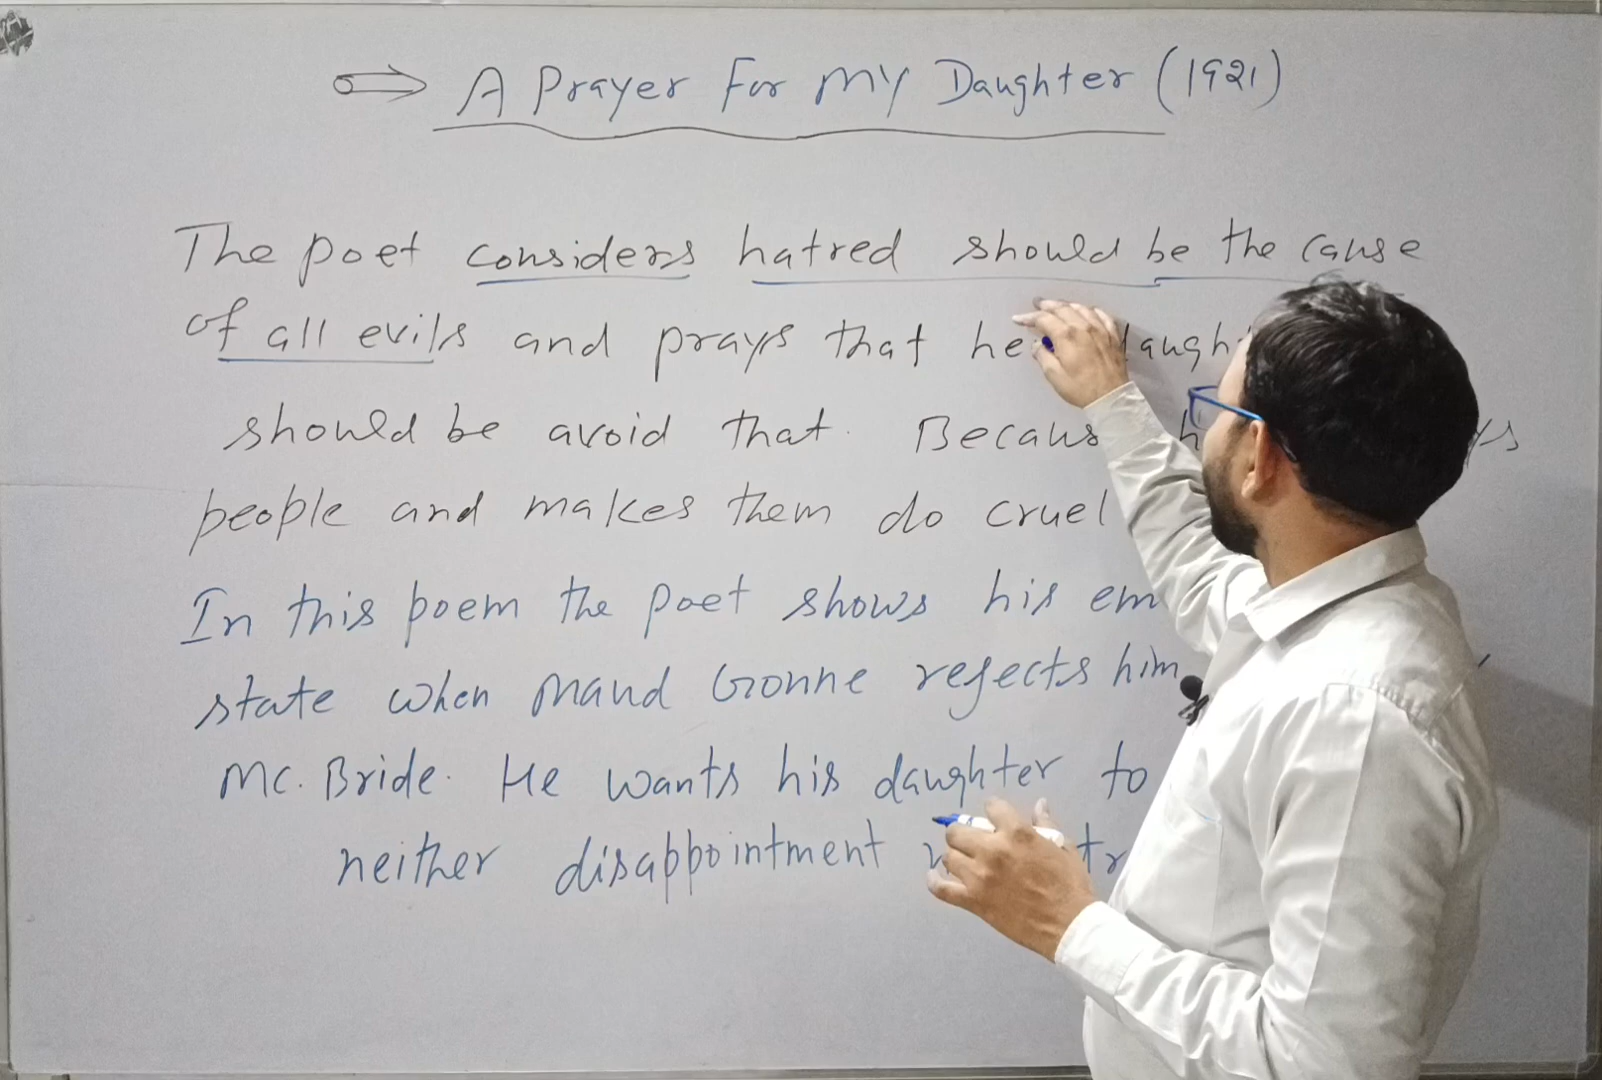 A Prayer For My Daughter (1921)
The poet considers hatred should be the cause
of all evils and prays that her
should be avoid that. Because
people and makes them do cruel
In this poem the poet shows his
state when Maud Gonne rejects him
Mc. Bride. He wants his daughter to
neither disappointment